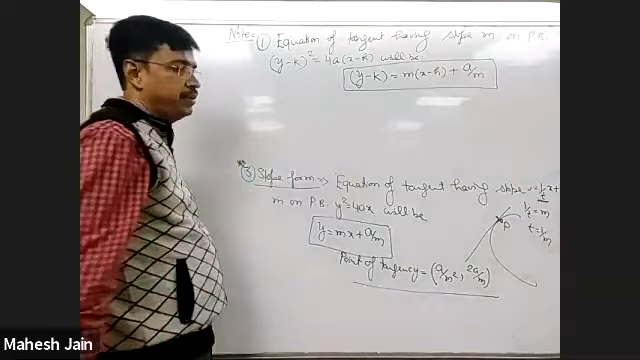 Note:- (1) Equation of tangent having slope m on P.B.
(y-k)² = 4a(x-h) will be
(y-k) = m(x-h) + a/m
(3) Slope form ⇒ Equation of tangent having slope
m on P.B. y²=4ax will be
y = mx + a/m
Point of tangency = (a/m², 2a/m)
y = 1/t x +
1/t = m
t = 1/m
P
Mahesh Jain